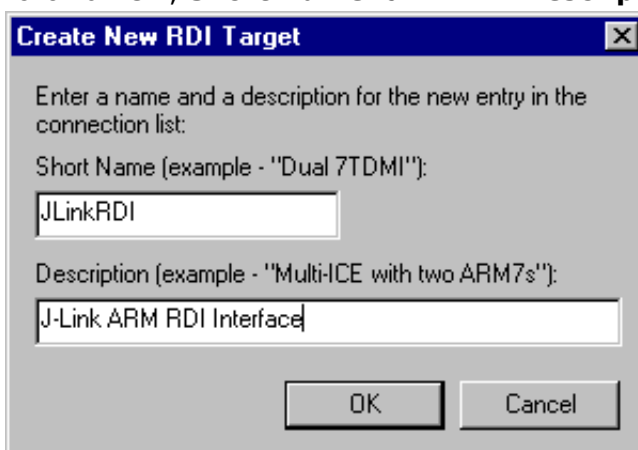 Create New RDI Target
Enter a name and a description for the new entry in the
connection list:
Short Name (example - "Dual 7TDMI"):
JLinkRDI
Description (example - "Multi-ICE with two ARM7s"):
J-Link ARM RDI Interface
OK
Cancel